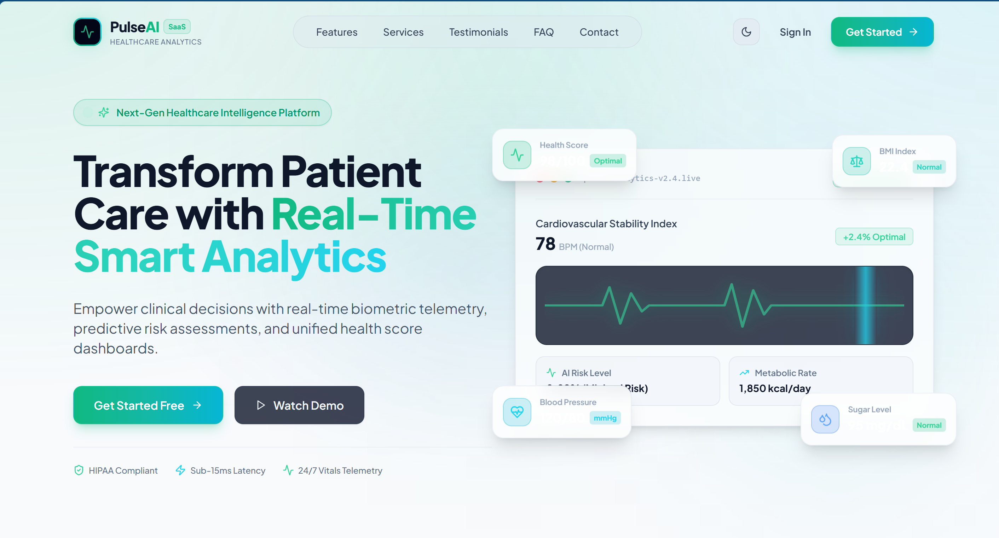 PulseAI SaaS
HEALTHCARE ANALYTICS
Features Services Testimonials FAQ Contact
Sign In
Get Started
Next-Gen Healthcare Intelligence Platform
Transform Patient
Care with Real-Time
Smart Analytics
Empower clinical decisions with real-time biometric telemetry,
predictive risk assessments, and unified health score
dashboards.
Get Started Free
Watch Demo
HIPAA Compliant
Sub-15ms Latency
24/7 Vitals Telemetry
Health Score
98/100 Optimal
BMI Index
22.4 Normal
ytics-v2.4.live
Cardiovascular Stability Index
78 BPM (Normal)
+2.4% Optimal
AI Risk Level
Risk)
Metabolic Rate
1,850 kcal/day
Blood Pressure
mmHg
Sugar Level
95 mg/dL Normal